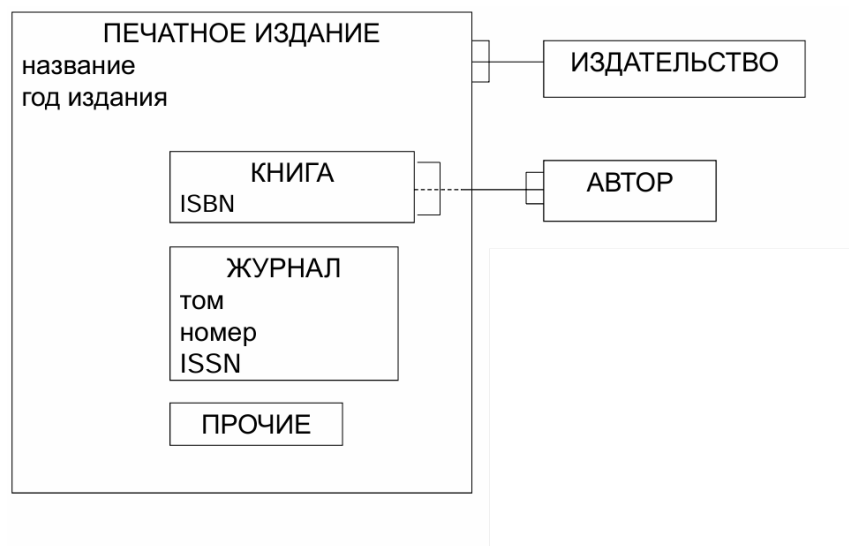 ПЕЧАТНОЕ ИЗДАНИЕ
название
год издания
ИЗДАТЕЛЬСТВО
КНИГА
ISBN
АВТОР
ЖУРНАЛ
том
номер
ISSN
ПРОЧИЕ